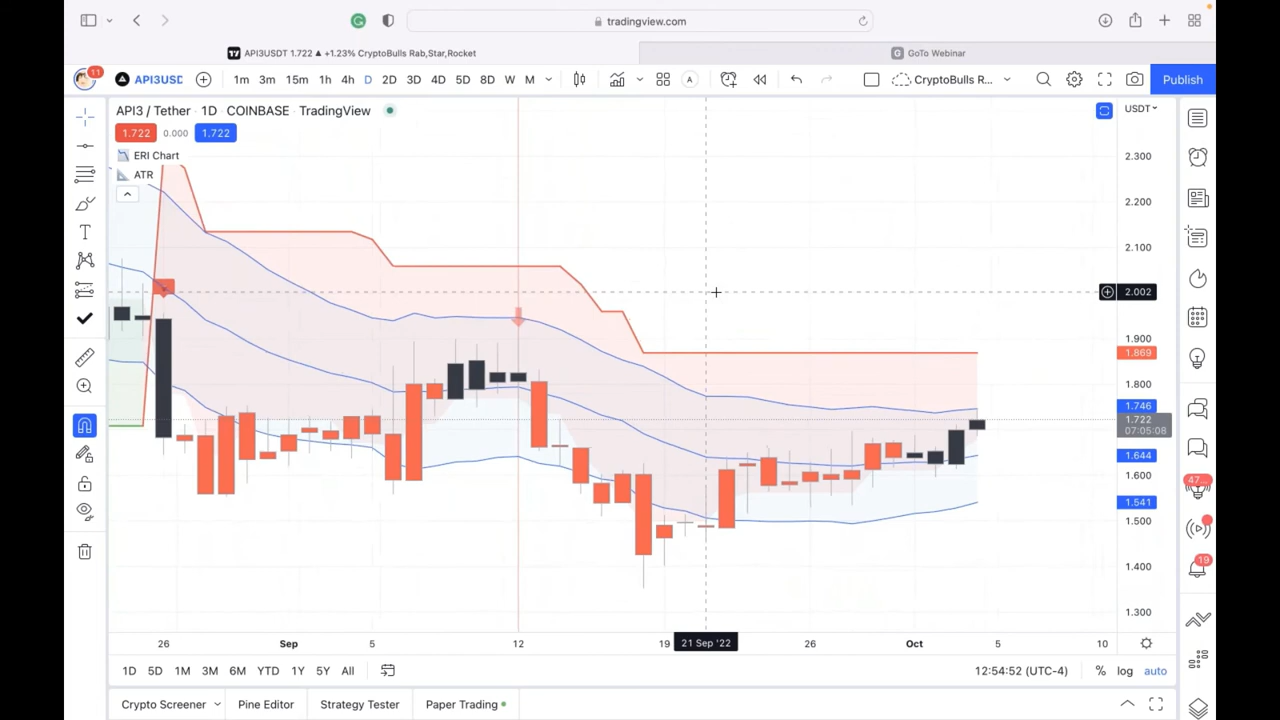 tradingview.com
API3USDT 1.722 ▲ +1.23% CryptoBulls Rab,Star,Rocket
GoTo Webinar
11
API3USD
1m 3m 15m 1h 4h D 2D 3D 4D 5D 8D W M
A
CryptoBulls R...
Publish
API3 / Tether · 1D · COINBASE · TradingView
USDT
1.722 0.000 1.722
ERI Chart
ATR
2.300
2.200
2.100
2.002
1.900
1.869
1.800
1.746
1.722
07:05:08
1.644
1.600
1.541
1.500
1.400
1.300
47...
19
26 Sep 5 12 19 21 Sep '22 26 Oct 5 10
1D 5D 1M 3M 6M YTD 1Y 5Y All
12:54:52 (UTC-4) % log auto
Crypto Screener Pine Editor Strategy Tester Paper Trading